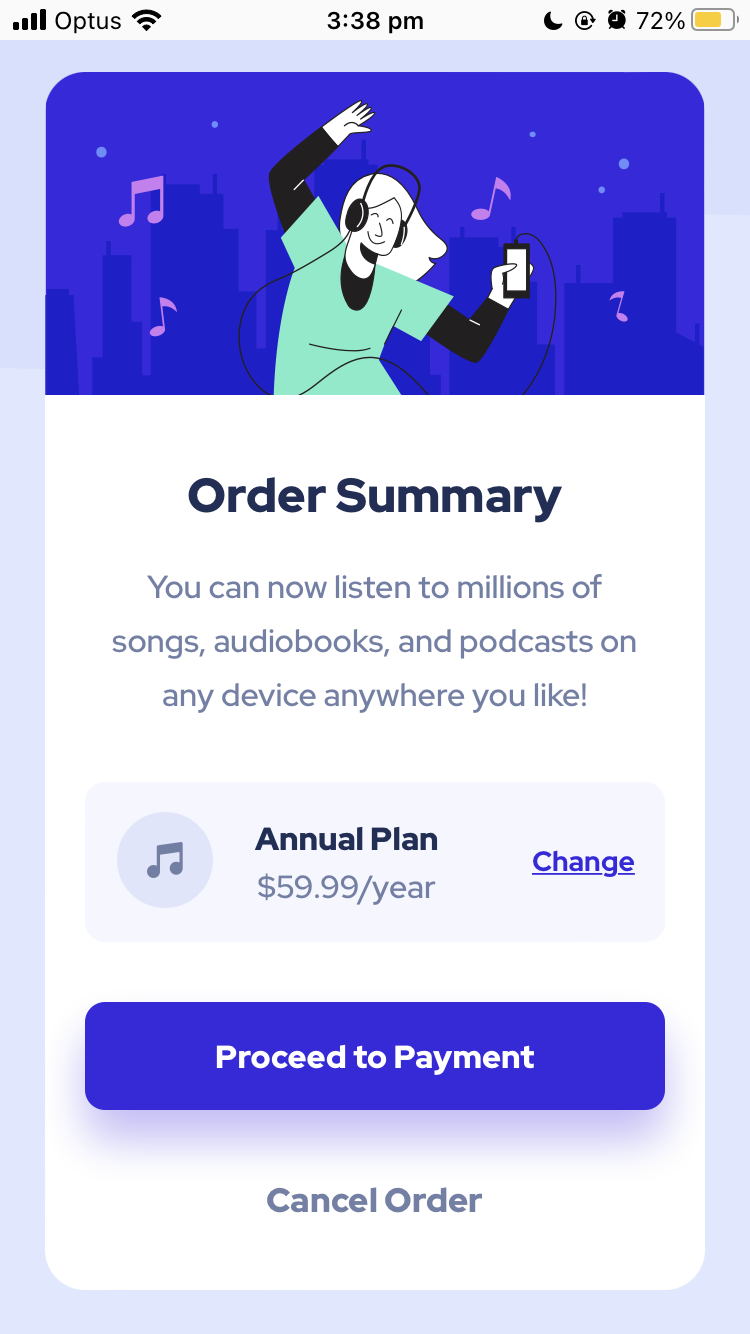 Optus 3:38 pm 72%
Order Summary
You can now listen to millions of
songs, audiobooks, and podcasts on
any device anywhere you like!
Annual Plan
$59.99/year
Change
Proceed to Payment
Cancel Order